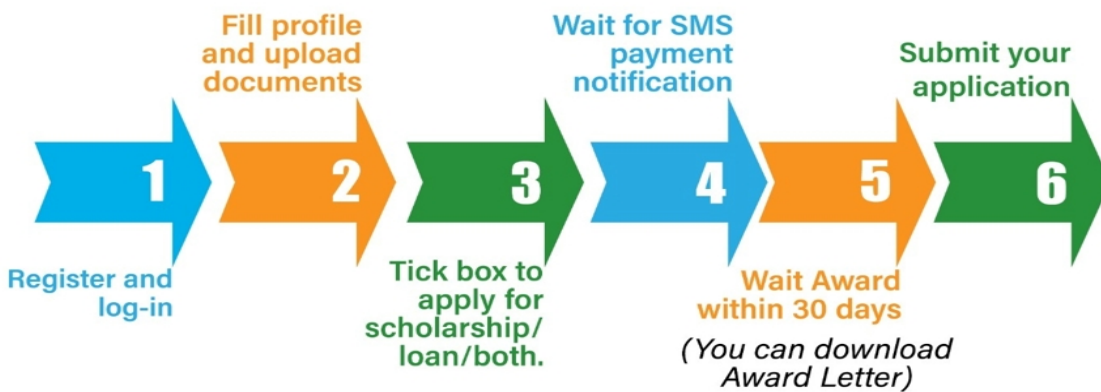 1
Register and
log-in
2
Fill profile
and upload
documents
3
Tick box to
apply for
scholarship/
loan/both.
4
Wait for SMS
payment
notification
5
Wait Award
within 30 days
(You can download
Award Letter)
6
Submit your
application